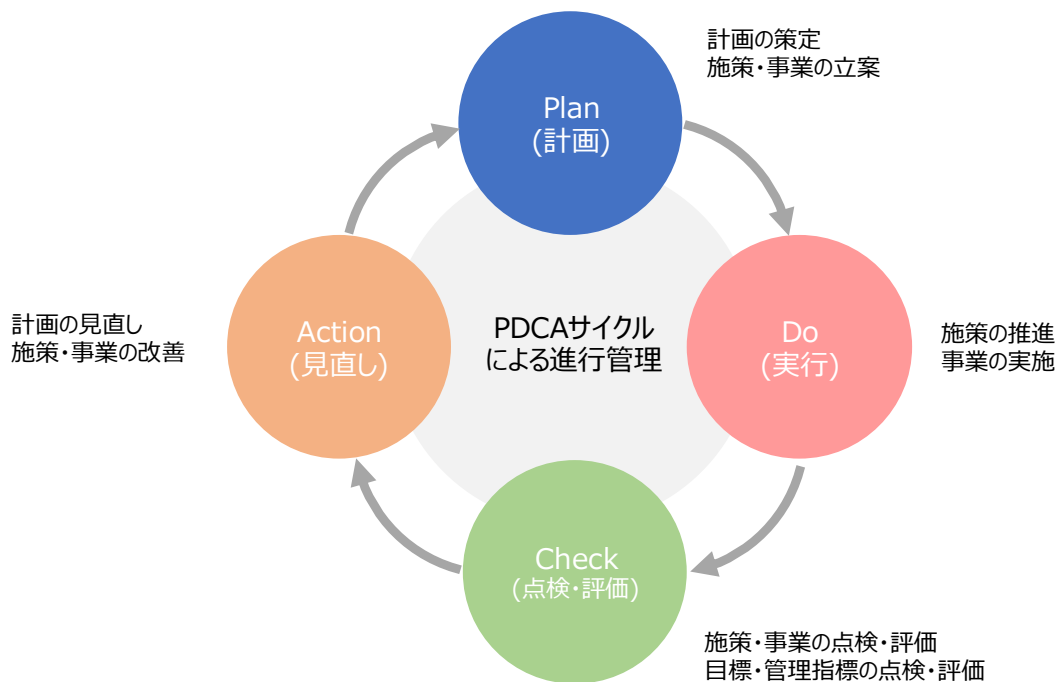 計画の策定
施策・事業の立案
Plan
(計画)
計画の見直し
施策・事業の改善
Action
(見直し)
PDCAサイクル
による進行管理
Do
(実行)
施策の推進
事業の実施
Check
(点検・評価)
施策・事業の点検・評価
目標・管理指標の点検・評価